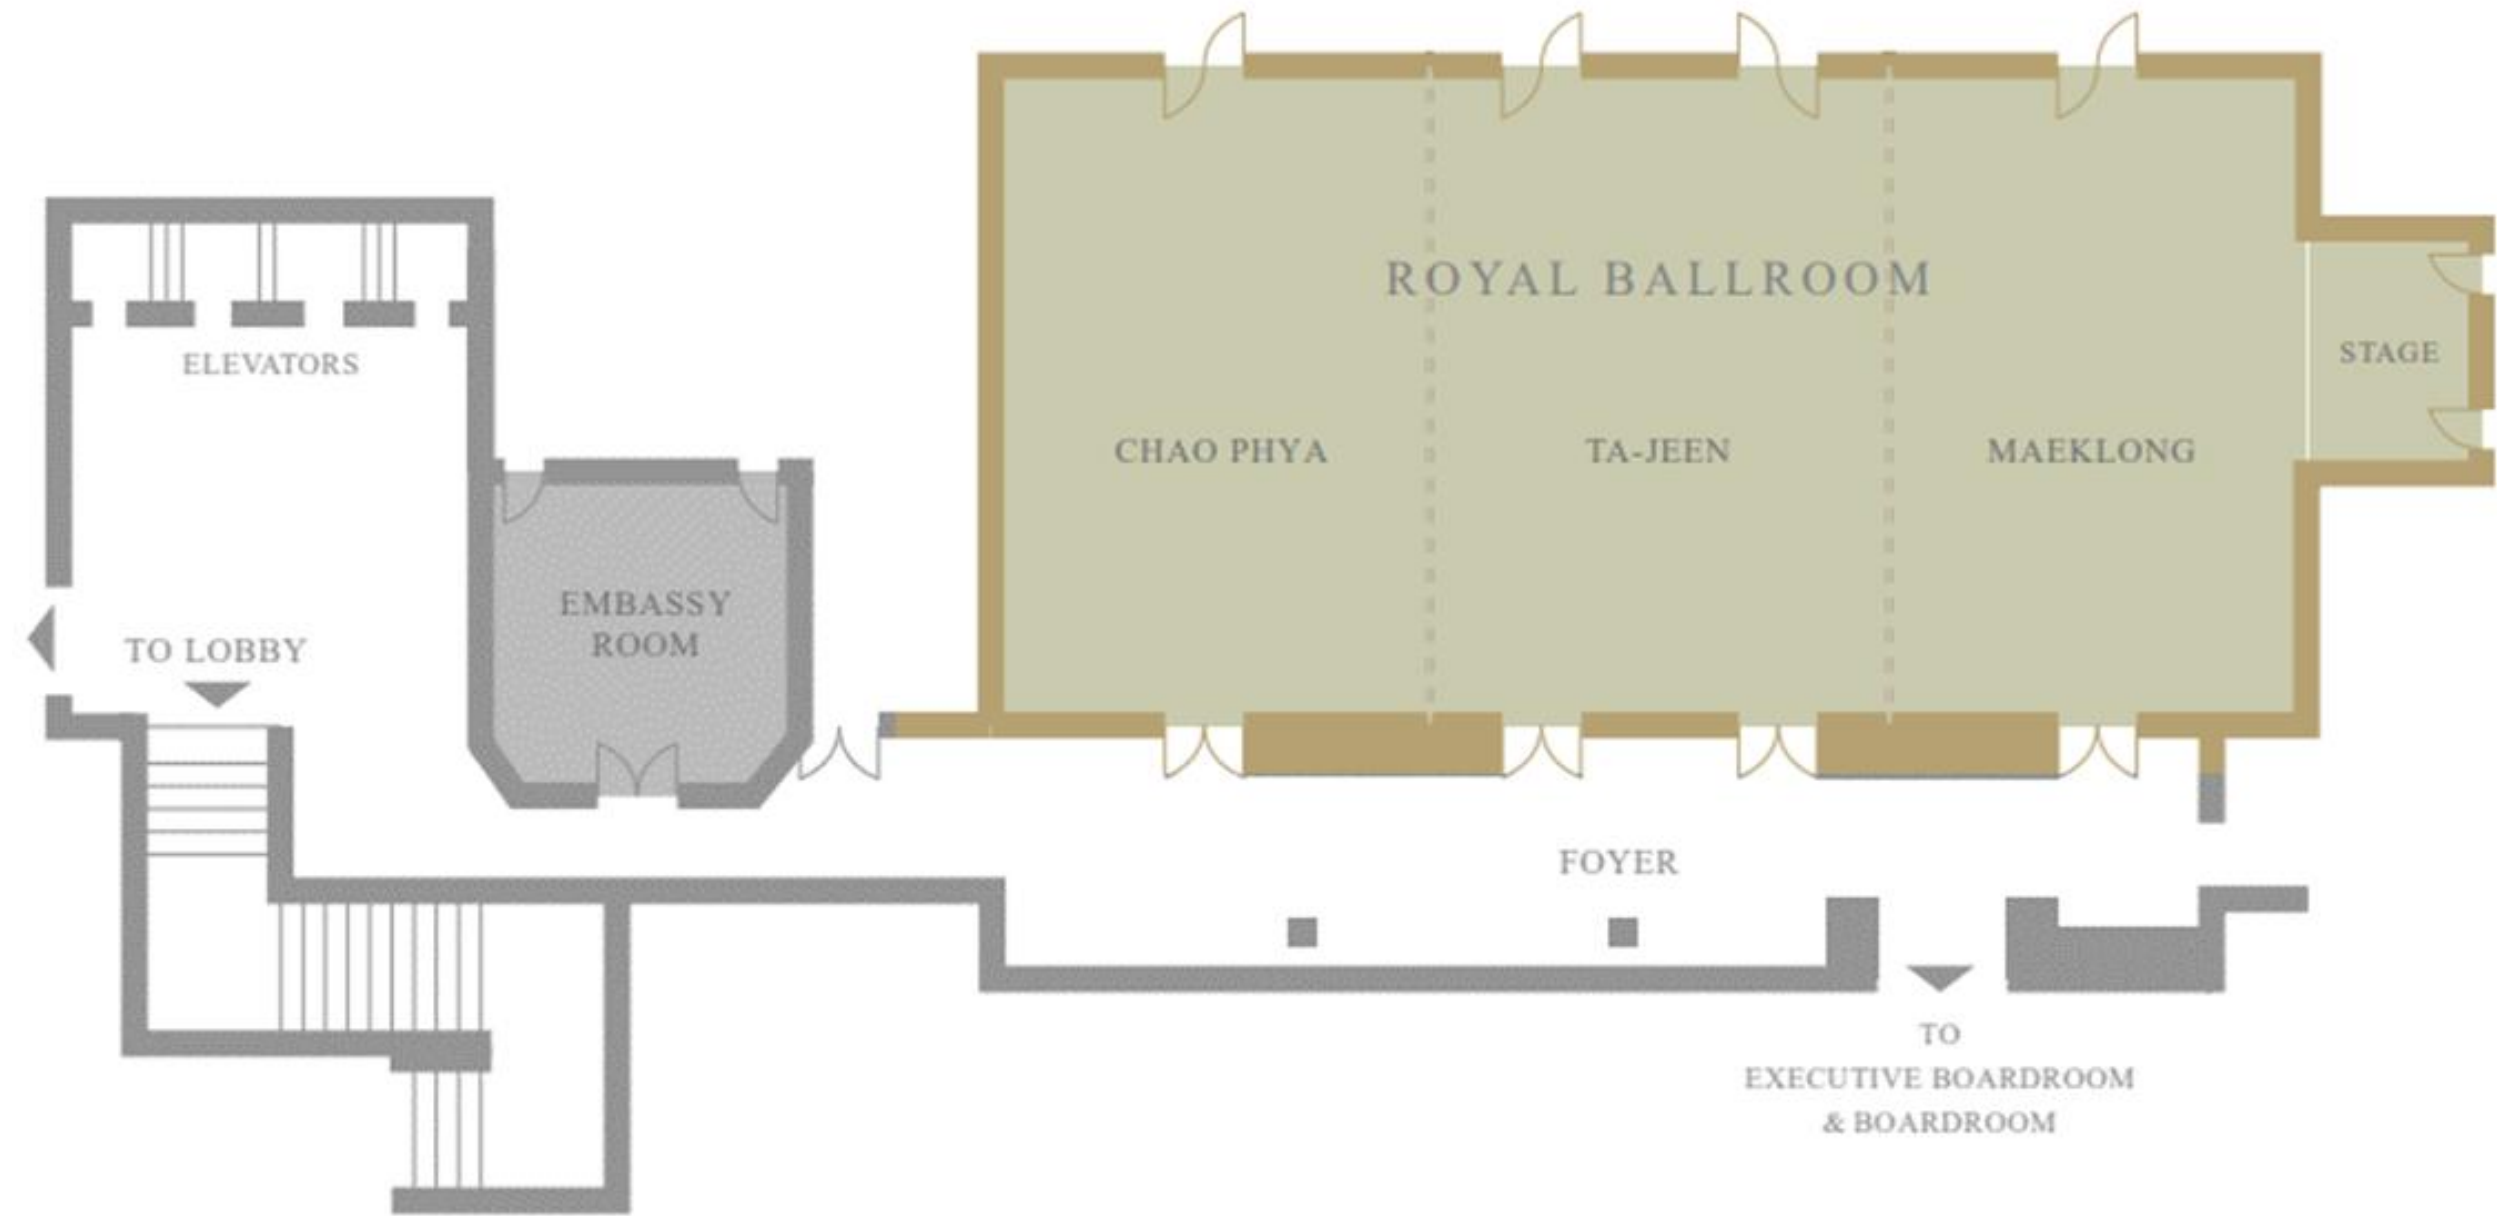 ROYAL BALLROOM
STAGE
ELEVATORS
CHAO PHYA
TA-JEEN
MAEKLONG
EMBASSY
ROOM
TO LOBBY
FOYER
TO
EXECUTIVE BOARDROOM
& BOARDROOM